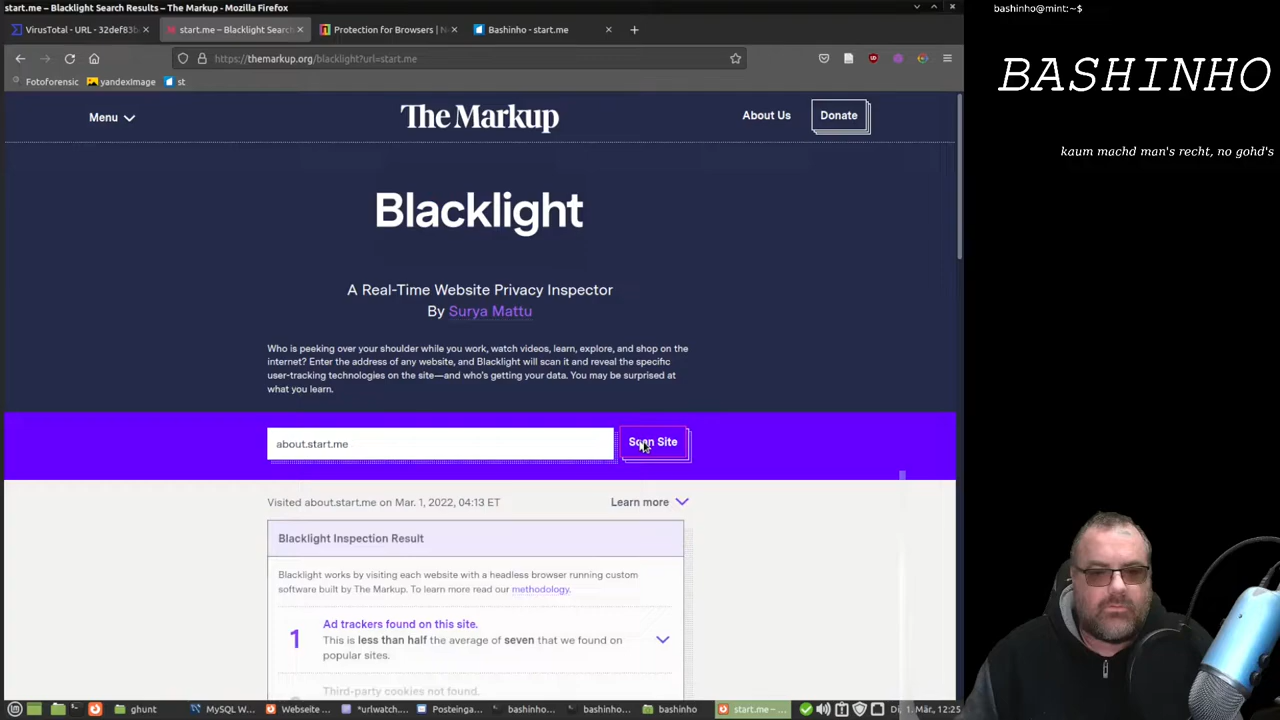 start.me – Blacklight Search Results – The Markup - Mozilla Firefox
bashinho@mint:~$
VirusTotal - URL - 32def83b
start.me – Blacklight Search
Protection for Browsers | N
Bashinho - start.me
https://themarkup.org/blacklight?url=start.me
Fotoforensic
yandexImage
st
BASHINHO
kaum machd man's recht, no gohd's
Menu
The Markup
About Us
Donate
Blacklight
A Real-Time Website Privacy Inspector
By Surya Mattu
Who is peeking over your shoulder while you work, watch videos, learn, explore, and shop on the
internet? Enter the address of any website, and Blacklight will scan it and reveal the specific
user-tracking technologies on the site—and who's getting your data. You may be surprised at
what you learn.
about.start.me
Scan Site
Visited about.start.me on Mar. 1, 2022, 04:13 ET
Learn more
Blacklight Inspection Result
Blacklight works by visiting each website with a headless browser running custom
software built by The Markup. To learn more read our methodology.
1
Ad trackers found on this site.
This is less than half the average of seven that we found on
popular sites.
Third-party cookies not found.
ghunt
MySQL W...
Webseite ...
*urlwatch....
Posteinga...
bashinho...
bashinho...
bashinho
start.me –...
Di, 1. Mär, 12:25